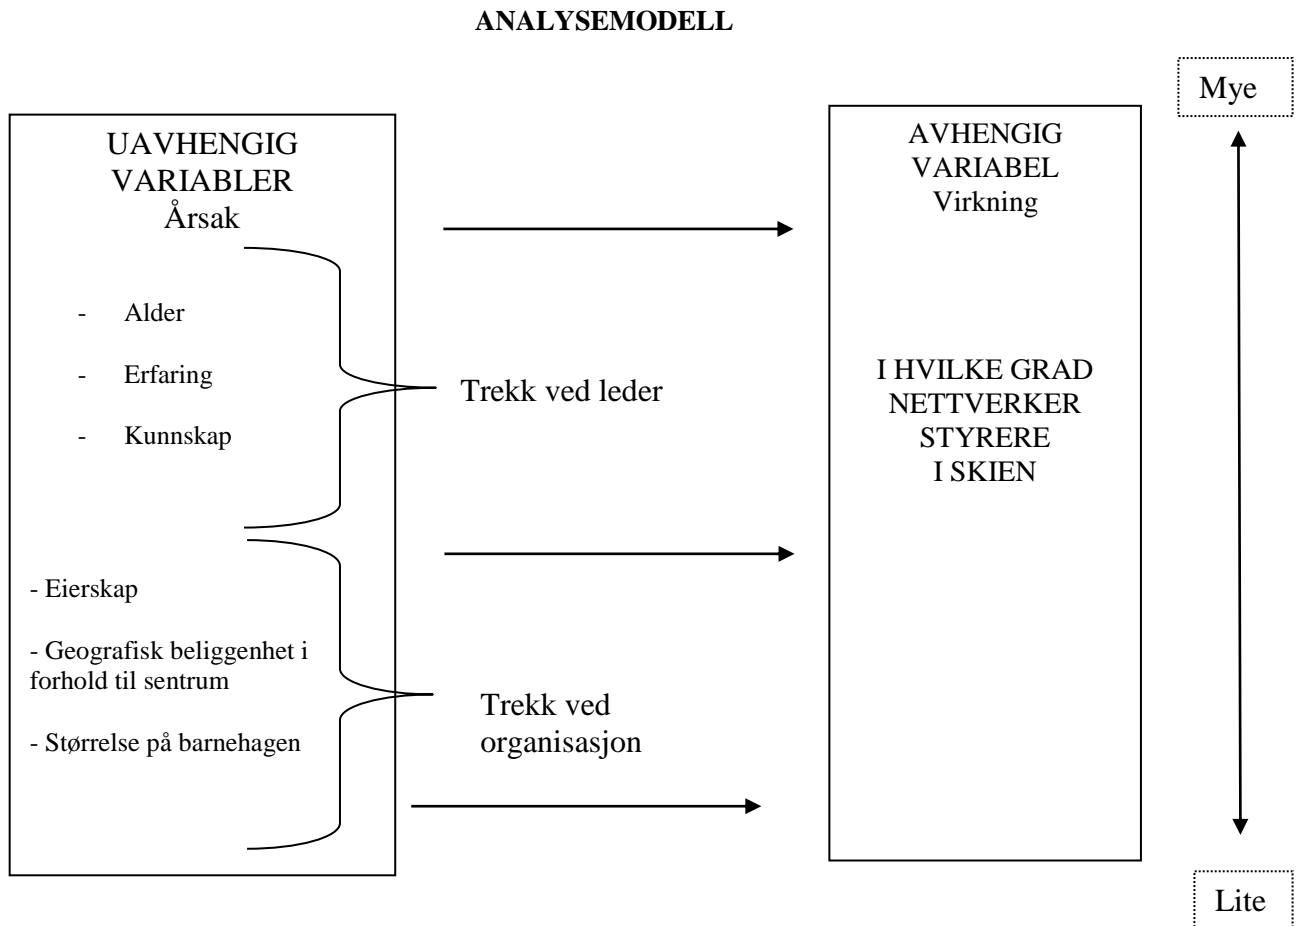 ANALYSEMODELL
Mye
UAVHENGIG
VARIABLER
Årsak
- Alder
- Erfaring
- Kunnskap
Trekk ved leder
- Eierskap
- Geografisk beliggenhet i
forhold til sentrum
- Størrelse på barnehagen
Trekk ved
organisasjon
AVHENGIG
VARIABEL
Virkning
I HVILKE GRAD
NETTVERKER
STYRERE
I SKIEN
Lite